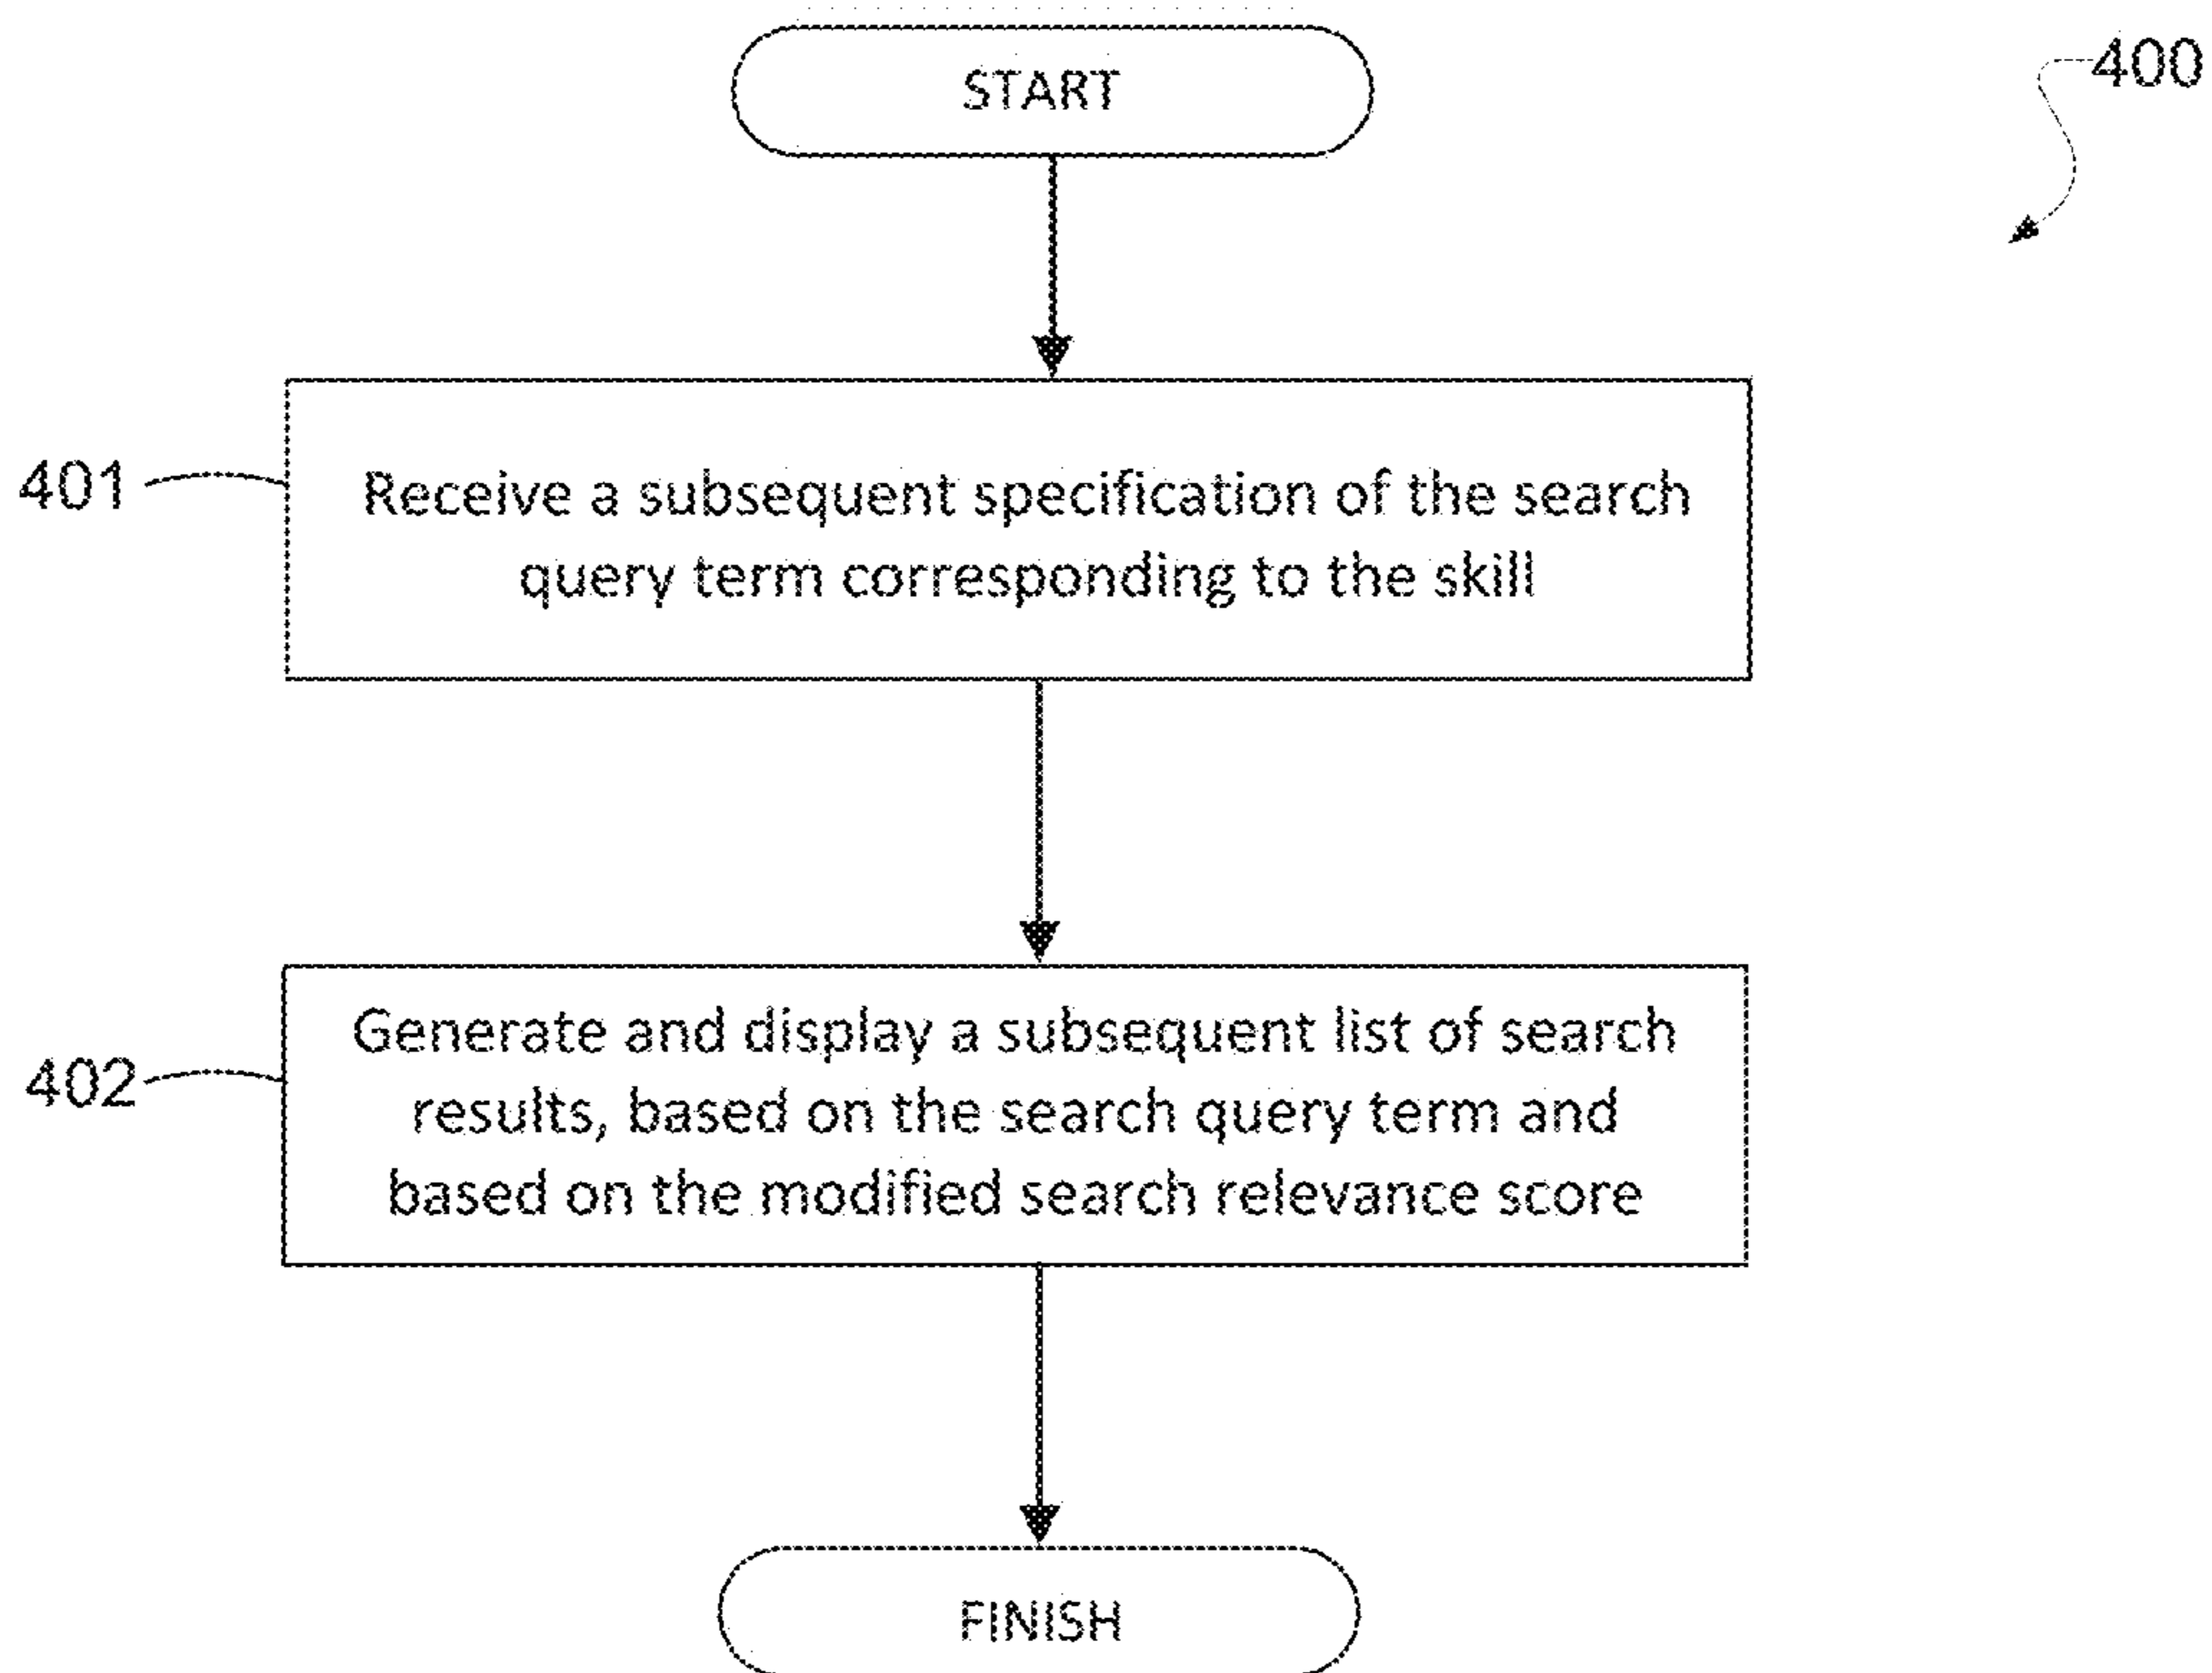 START
400
401
Receive a subsequent specification of the search
query term corresponding to the skill
402
Generate and display a subsequent list of search
results, based on the search query term and
based on the modified search relevance score
FINISH